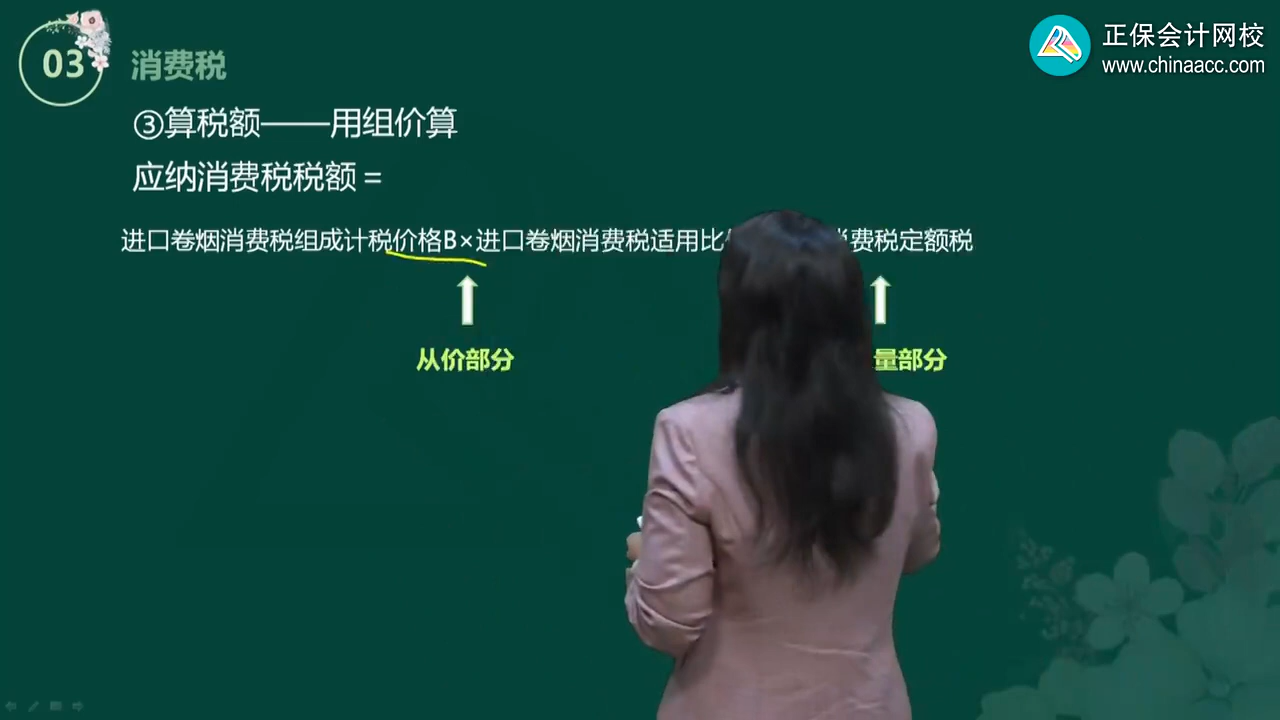 03 消费税
正保会计网校
www.chinaacc.com
③算税额——用组价算
应纳消费税税额 =
进口卷烟消费税组成计税价格B×进口卷烟消费税适用比 费税定额税
从价部分 量部分